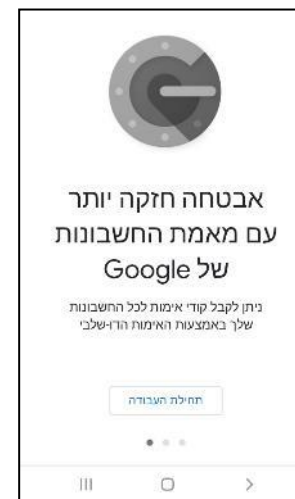 אבטחה חזקה יותר
עם מאמת החשבונות
של Google
ניתן לקבל קודי אימות לכל החשבונות
שלך באמצעות האימות הדו-שלבי
תחילת העבודה